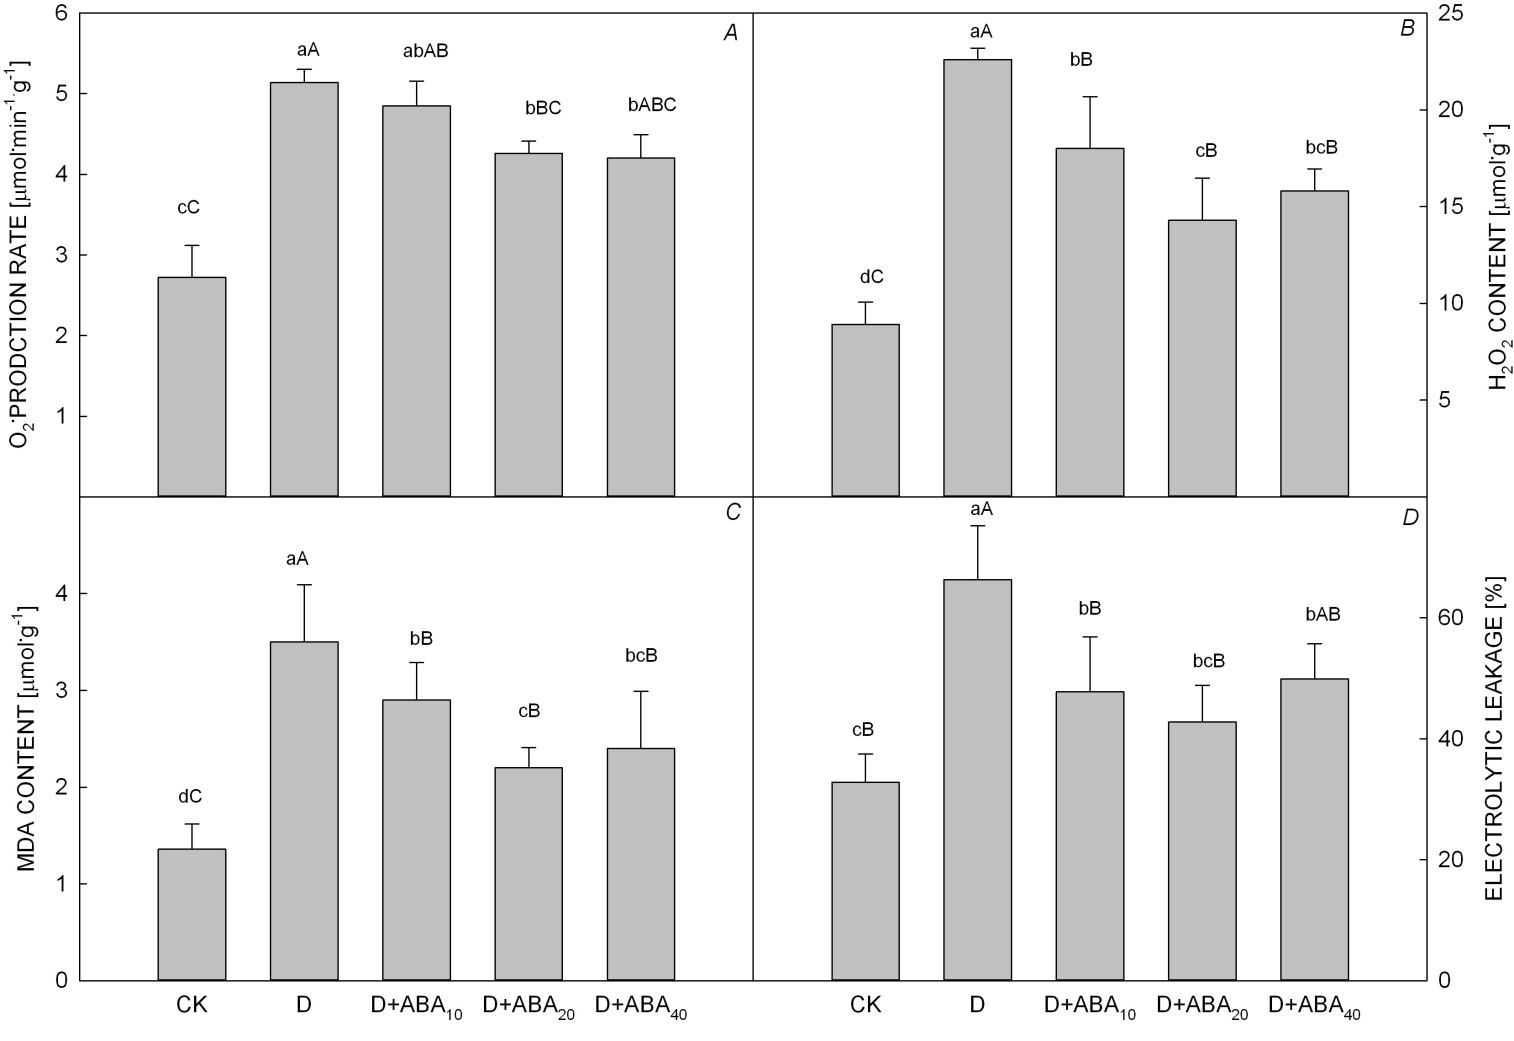 A
O2·PRODCTION RATE [μmol·min-1·g-1]
6
5
4
3
2
1
cC
aA
abAB
bBC
bABC
B
H2O2 CONTENT [μmol·g-1]
25
20
15
10
5
dC
aA
bB
cB
bcB
C
MDA CONTENT [μmol·g-1]
4
3
2
1
0
dC
aA
bB
cB
bcB
CK D D+ABA10 D+ABA20 D+ABA40
D
ELECTROLYTIC LEAKAGE [%]
60
40
20
0
cB
aA
bB
bcB
bAB
CK D D+ABA10 D+ABA20 D+ABA40